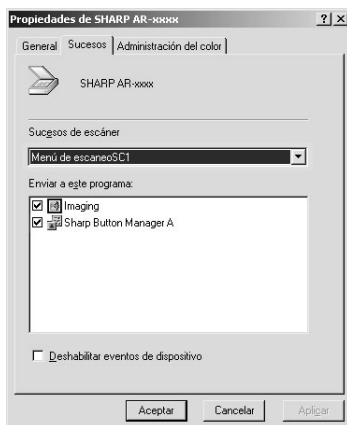 Propiedades de SHARP AR-xxxx
General Sucesos Administración del color
SHARP AR-xxxx
Sucesos de escáner
Menú de escaneoSC1
Enviar a este programa:
Imaging
Sharp Button Manager A
Deshabilitar eventos de dispositivo
Aceptar Cancelar Aplicar